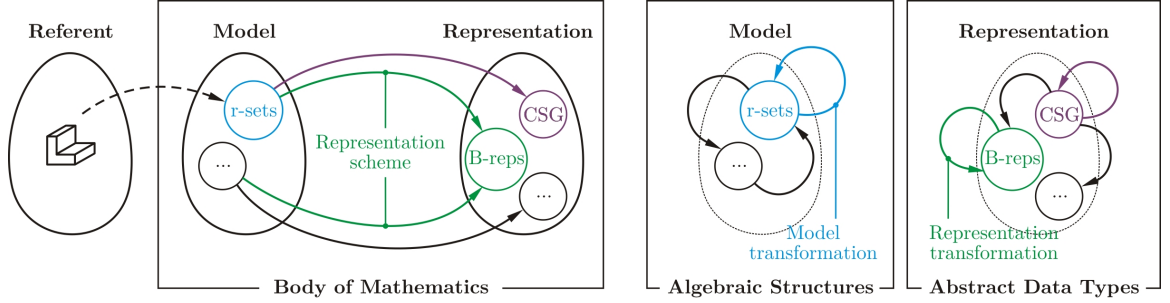 Referent
Model
Representation
r-sets
CSG
Representation
scheme
B-reps
...
...
Body of Mathematics
Model
r-sets
...
Model
transformation
Algebraic Structures
Representation
CSG
B-reps
...
Representation
transformation
Abstract Data Types